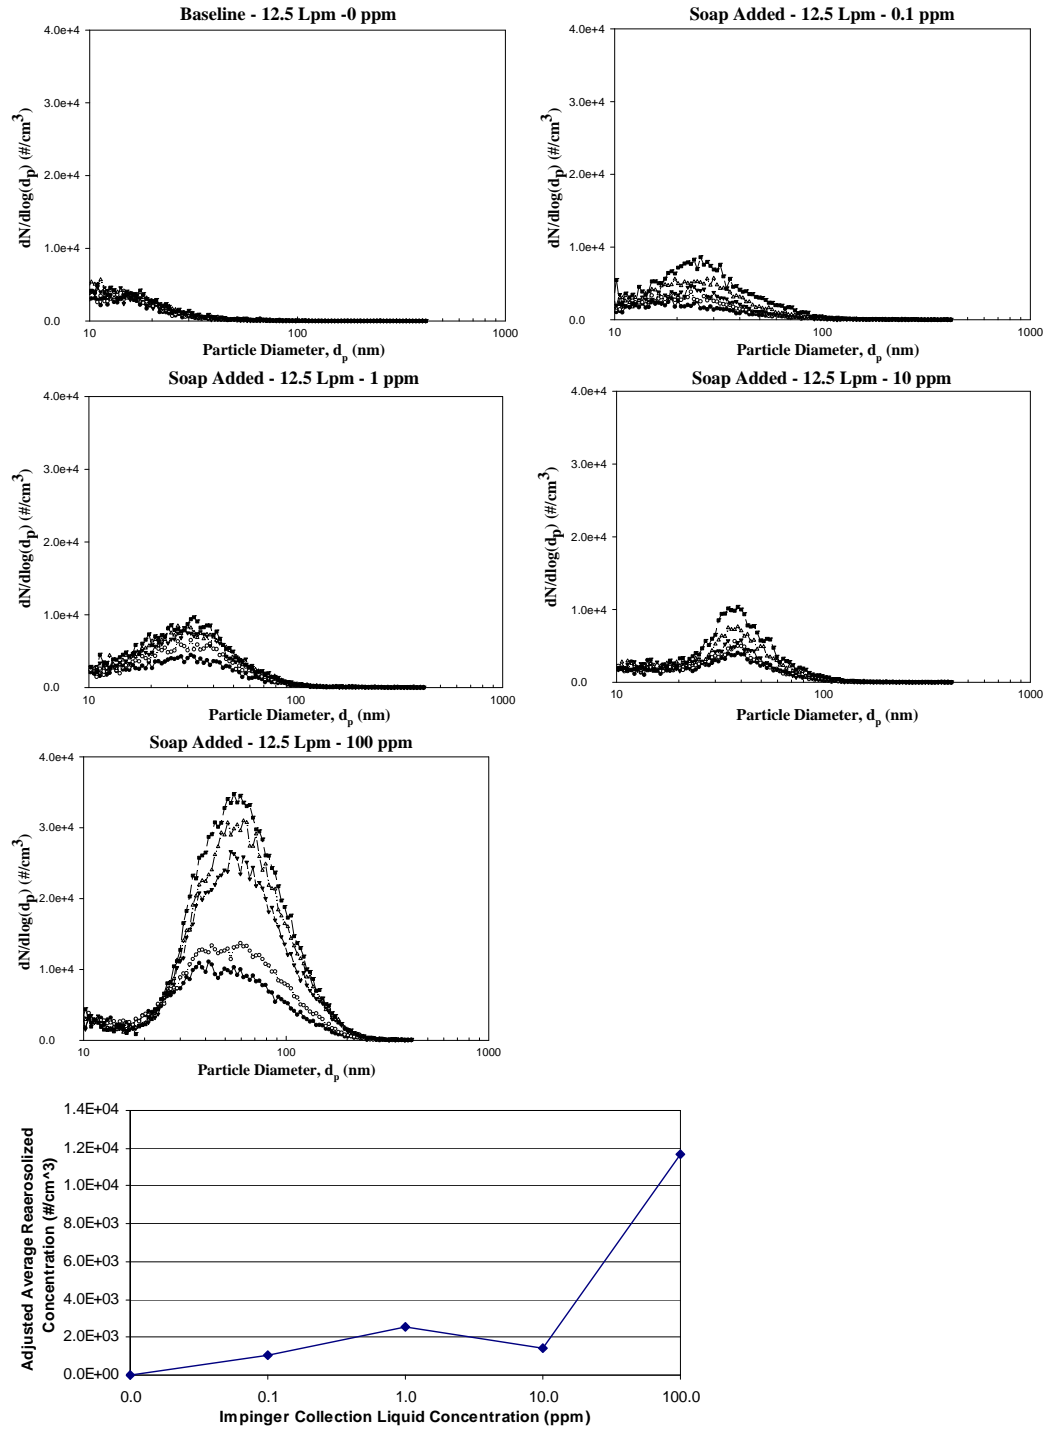 Baseline - 12.5 Lpm -0 ppm
4.0e+4
3.0e+4
2.0e+4
1.0e+4
0.0
dN/dlog(dp) (#/cm3)
10
100
1000
Particle Diameter, dp (nm)
Soap Added - 12.5 Lpm - 0.1 ppm
4.0e+4
3.0e+4
2.0e+4
1.0e+4
0.0
dN/dlog(dp) (#/cm3)
10
100
1000
Particle Diameter, dp (nm)
Soap Added - 12.5 Lpm - 1 ppm
4.0e+4
3.0e+4
2.0e+4
1.0e+4
0.0
dN/dlog(dp) (#/cm3)
10
100
1000
Particle Diameter, dp (nm)
Soap Added - 12.5 Lpm - 10 ppm
4.0e+4
3.0e+4
2.0e+4
1.0e+4
0.0
dN/dlog(dp) (#/cm3)
10
100
1000
Particle Diameter, dp (nm)
Soap Added - 12.5 Lpm - 100 ppm
4.0e+4
3.0e+4
2.0e+4
1.0e+4
0.0
dN/dlog(dp) (#/cm3)
10
100
1000
Particle Diameter, dp (nm)
1.4E+04
1.2E+04
1.0E+04
8.0E+03
6.0E+03
4.0E+03
2.0E+03
0.0E+00
Adjusted Average Reaerosolized
Concentration (#/cm^3)
0.0
0.1
1.0
10.0
100.0
Impinger Collection Liquid Concentration (ppm)